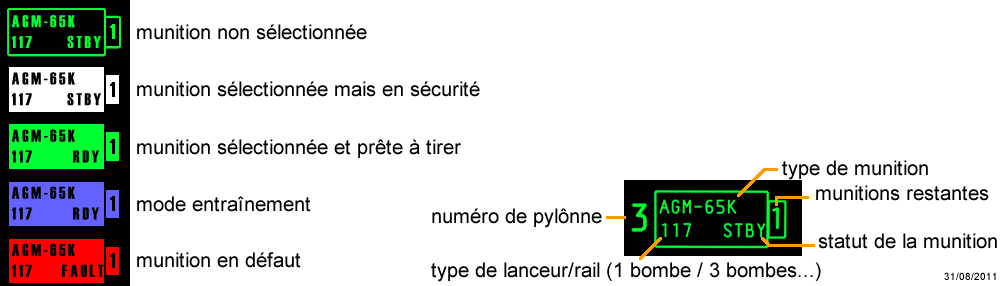 AGM-65K
117 STBY 1
munition non sélectionnée
AGM-65K
117 STBY 1
munition sélectionnée mais en sécurité
AGM-65K
117 RDY 1
munition sélectionnée et prête à tirer
AGM-65K
117 RDY 1
mode entraînement
AGM-65K
117 FAULT 1
munition en défaut
type de munition
munitions restantes
numéro de pylônne
3
AGM-65K
117 STBY 1
statut de la munition
type de lanceur/rail (1 bombe / 3 bombes...)
31/08/2011